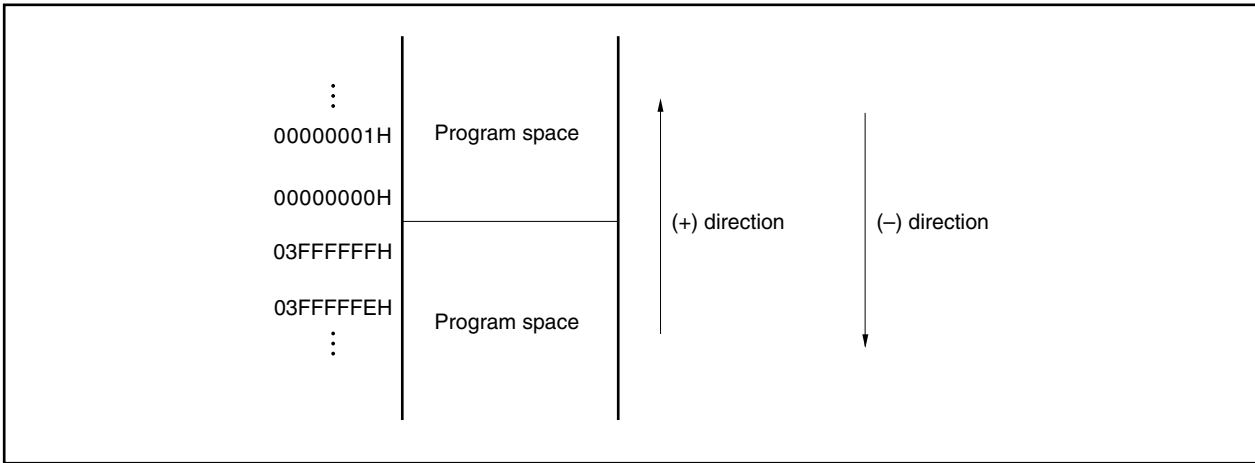 ⋮
00000001H
Program space
00000000H
(+) direction
(–) direction
03FFFFFFH
03FFFFFEH
Program space
⋮